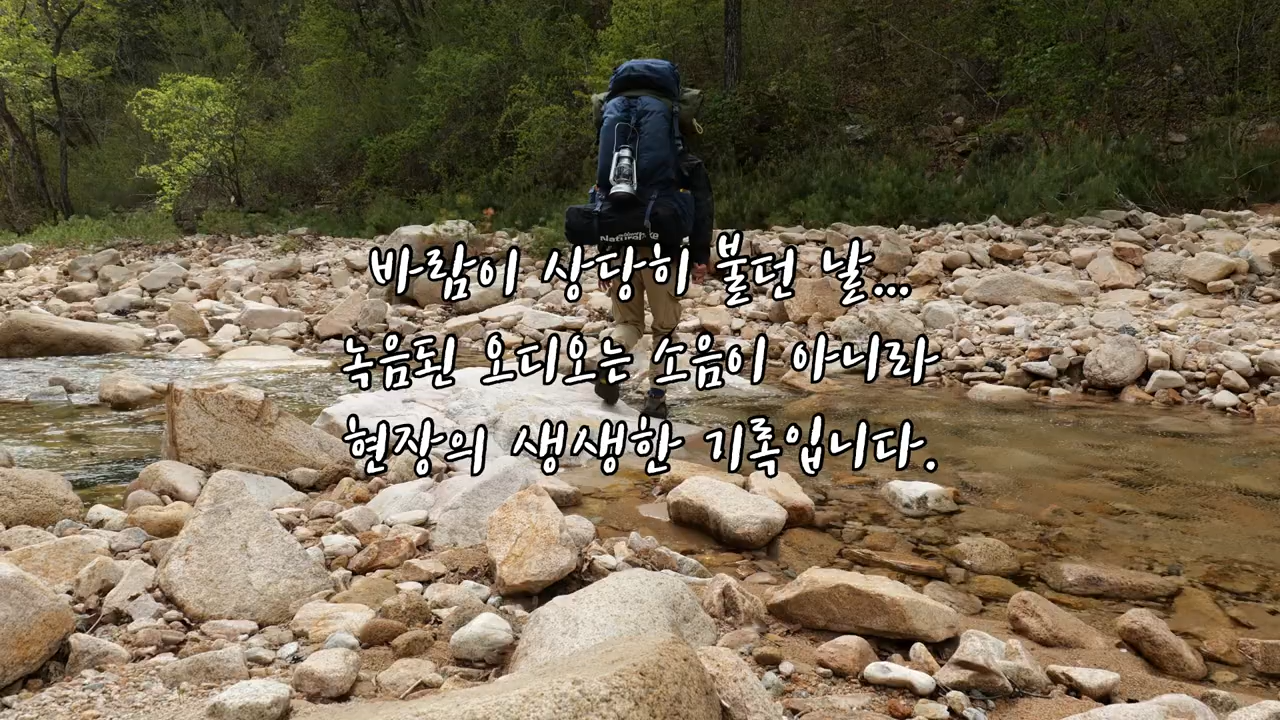 Naturehike
바람이 상당히 불던 날...
녹음된 오디오는 소음이 아니라
현장의 생생한 기록입니다.